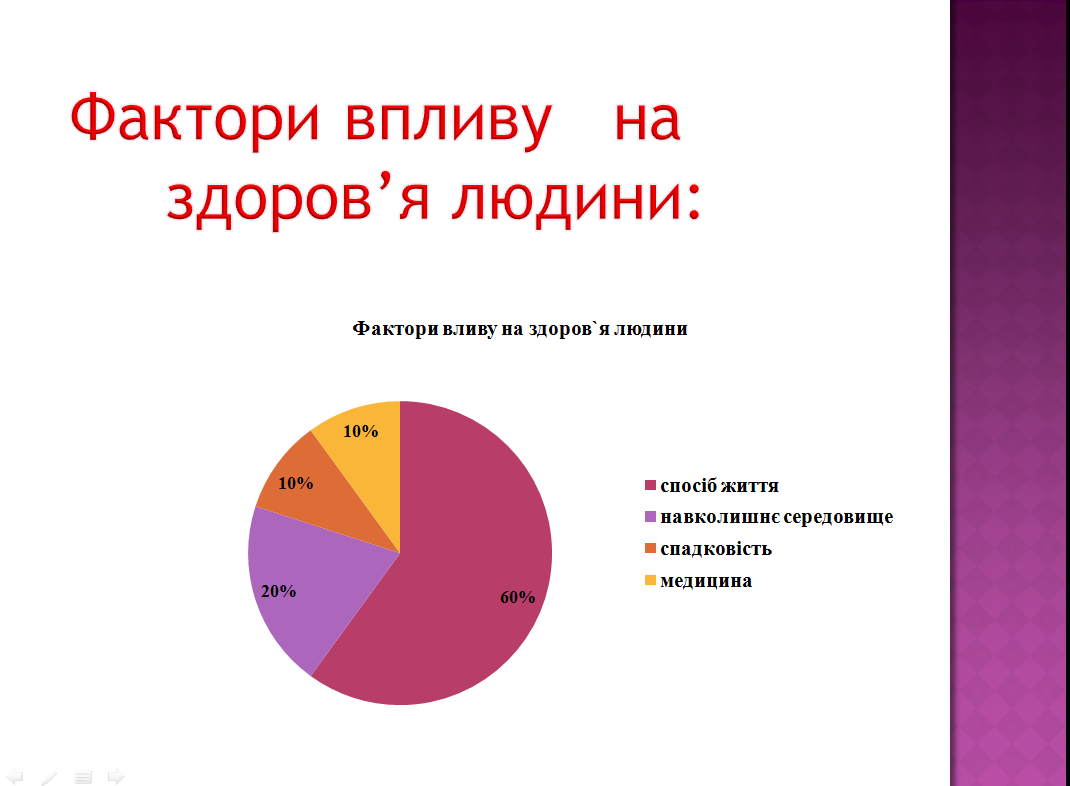 Фактори впливу на
здоров’я людини:
Фактори вливу на здоров`я людини
10%
10%
20%
60%
спосіб життя
навколишнє середовище
спадковість
медицина